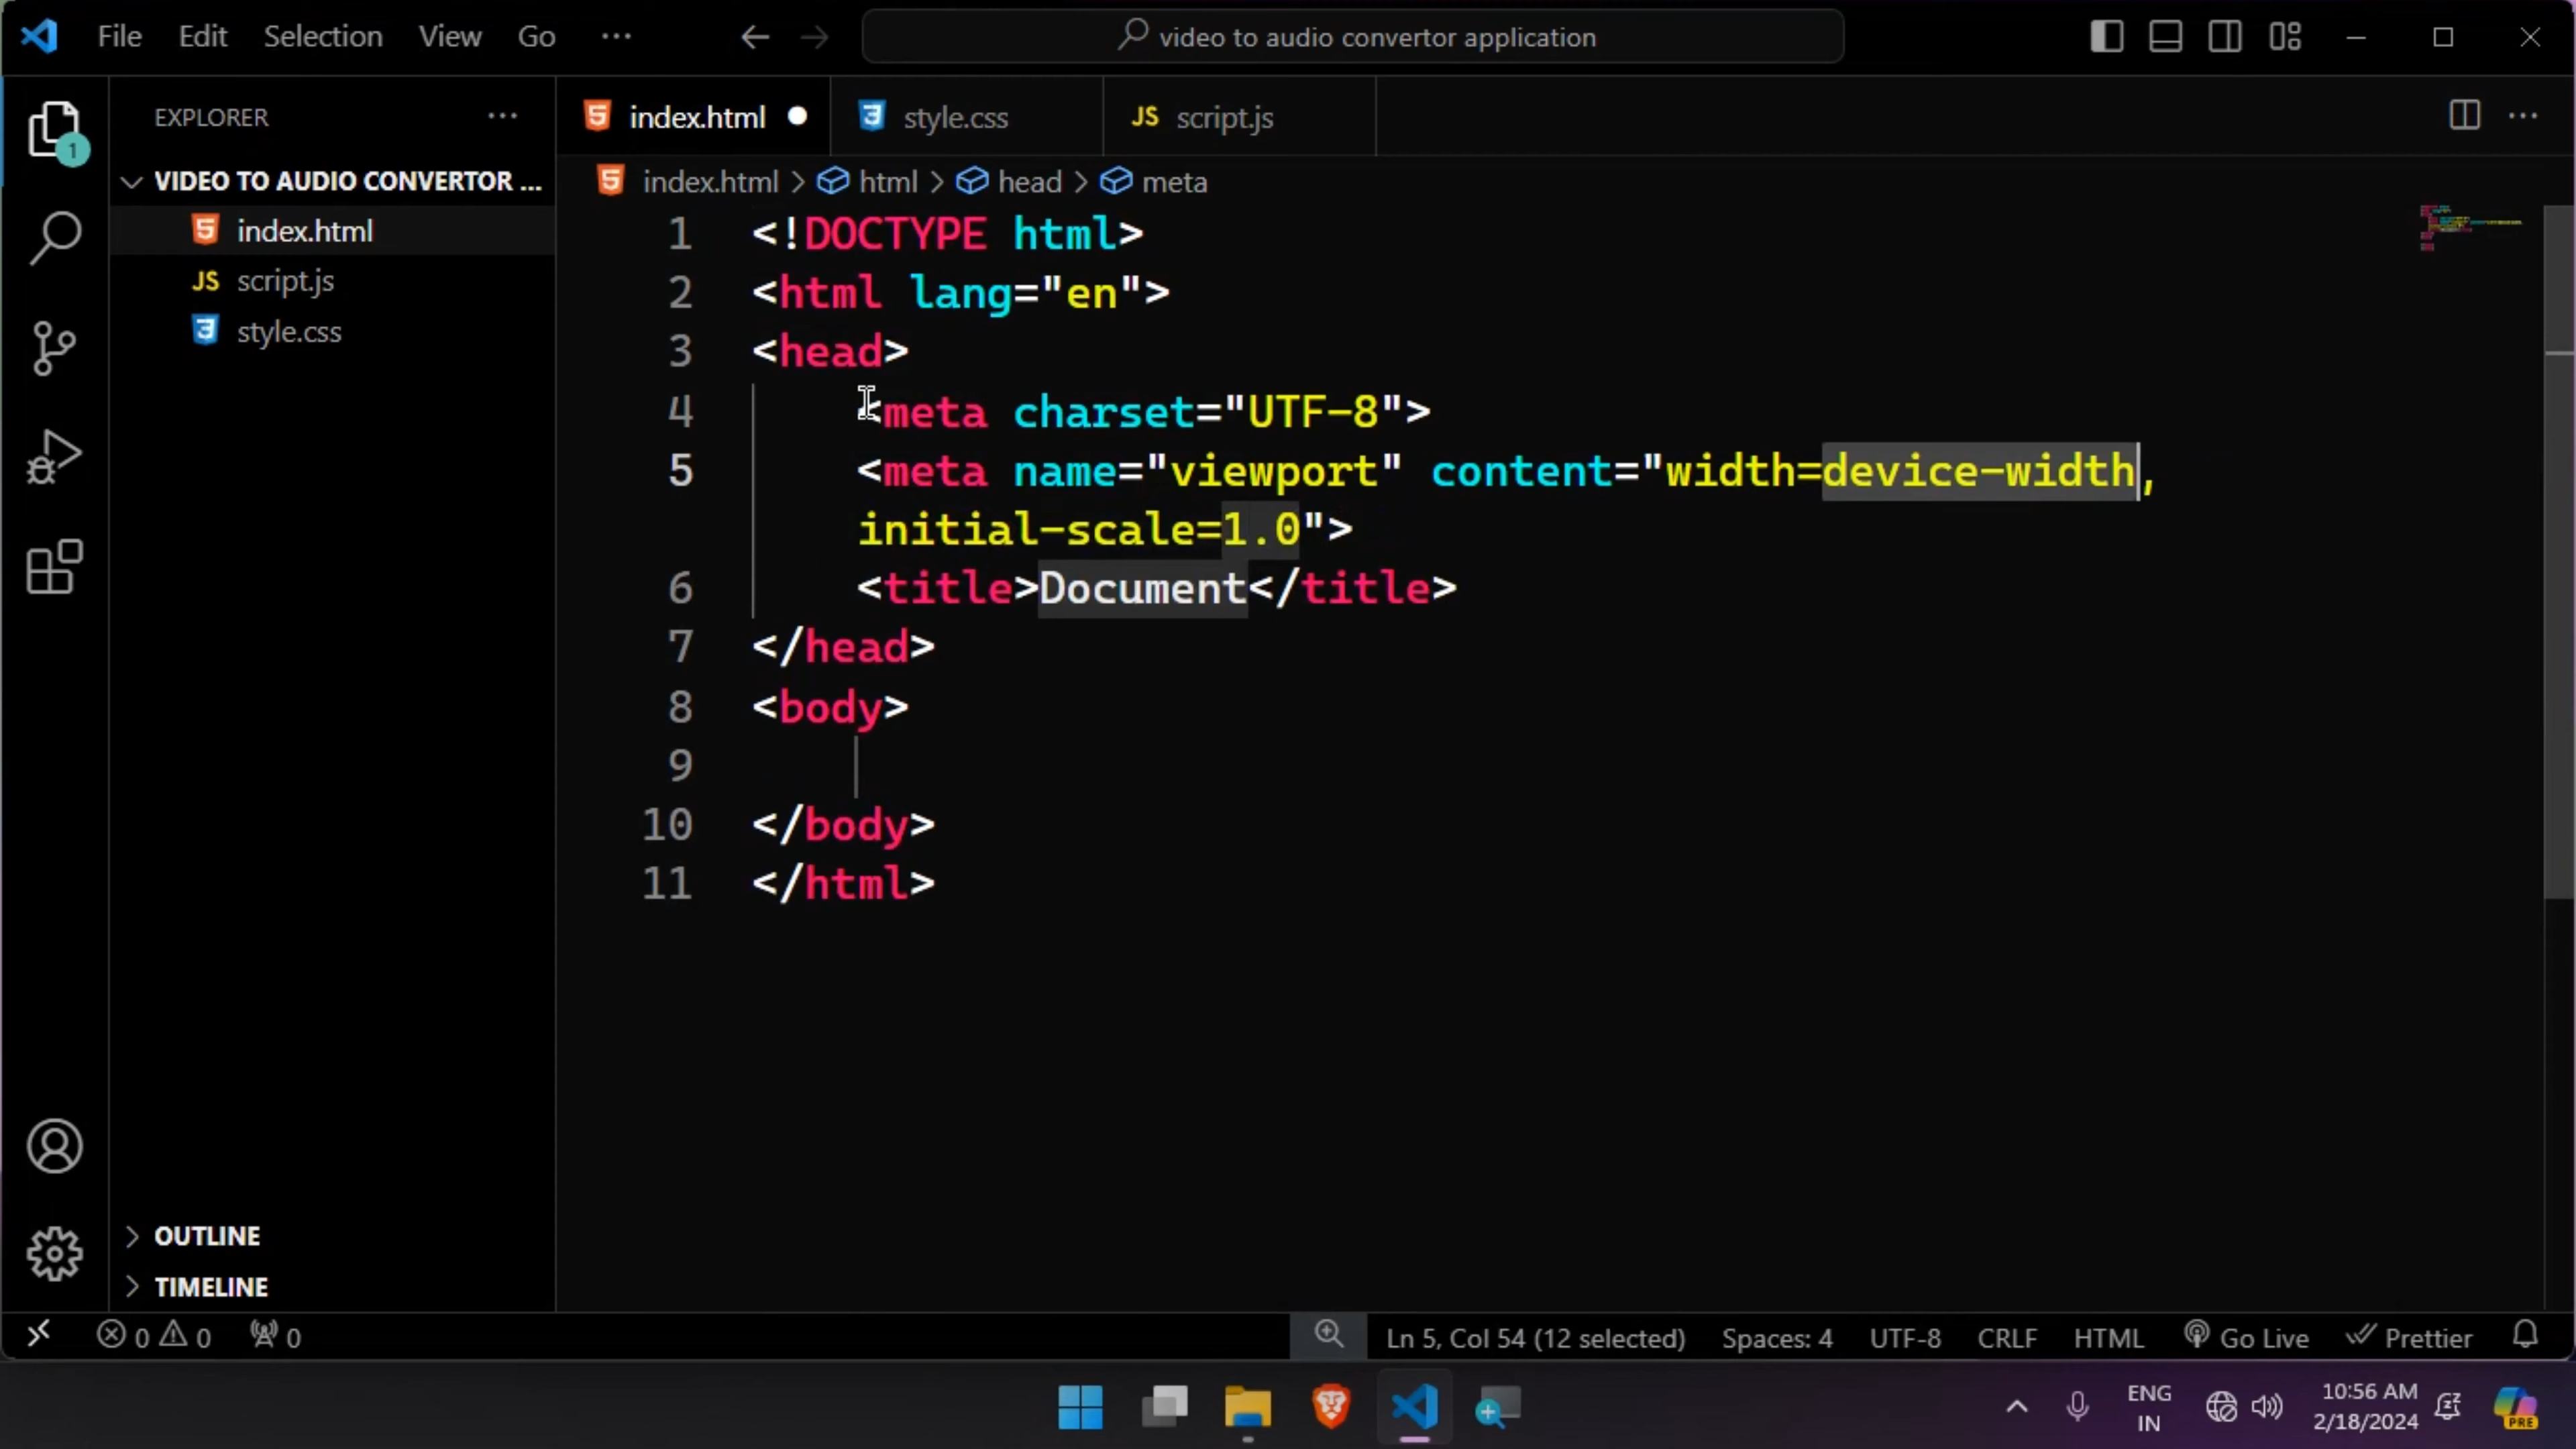 File Edit Selection View Go ···
video to audio convertor application
EXPLORER ···
1
VIDEO TO AUDIO CONVERTOR ...
index.html
JS script.js
style.css
index.html
style.css
JS script.js
index.html > html > head > meta
1 <!DOCTYPE html>
2 <html lang="en">
3 <head>
4 <meta charset="UTF-8">
5 <meta name="viewport" content="width=device-width,
initial-scale=1.0">
6 <title>Document</title>
7 </head>
8 <body>
9
10 </body>
11 </html>
OUTLINE
TIMELINE
0 0 0
Ln 5, Col 54 (12 selected) Spaces: 4 UTF-8 CRLF HTML Go Live Prettier
ENG
IN
10:56 AM
2/18/2024
PRE